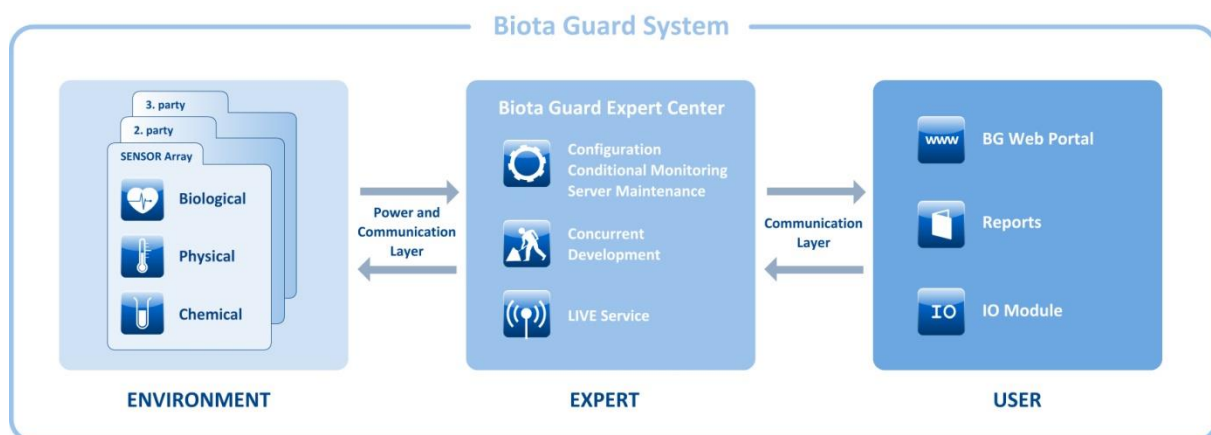 Biota Guard System
3. party
2. party
SENSOR Array
Biological
Physical
Chemical
ENVIRONMENT
Power and
Communication
Layer
Biota Guard Expert Center
Configuration
Conditional Monitoring
Server Maintenance
Concurrent
Development
LIVE Service
EXPERT
Communication
Layer
www
BG Web Portal
Reports
IO
IO Module
USER